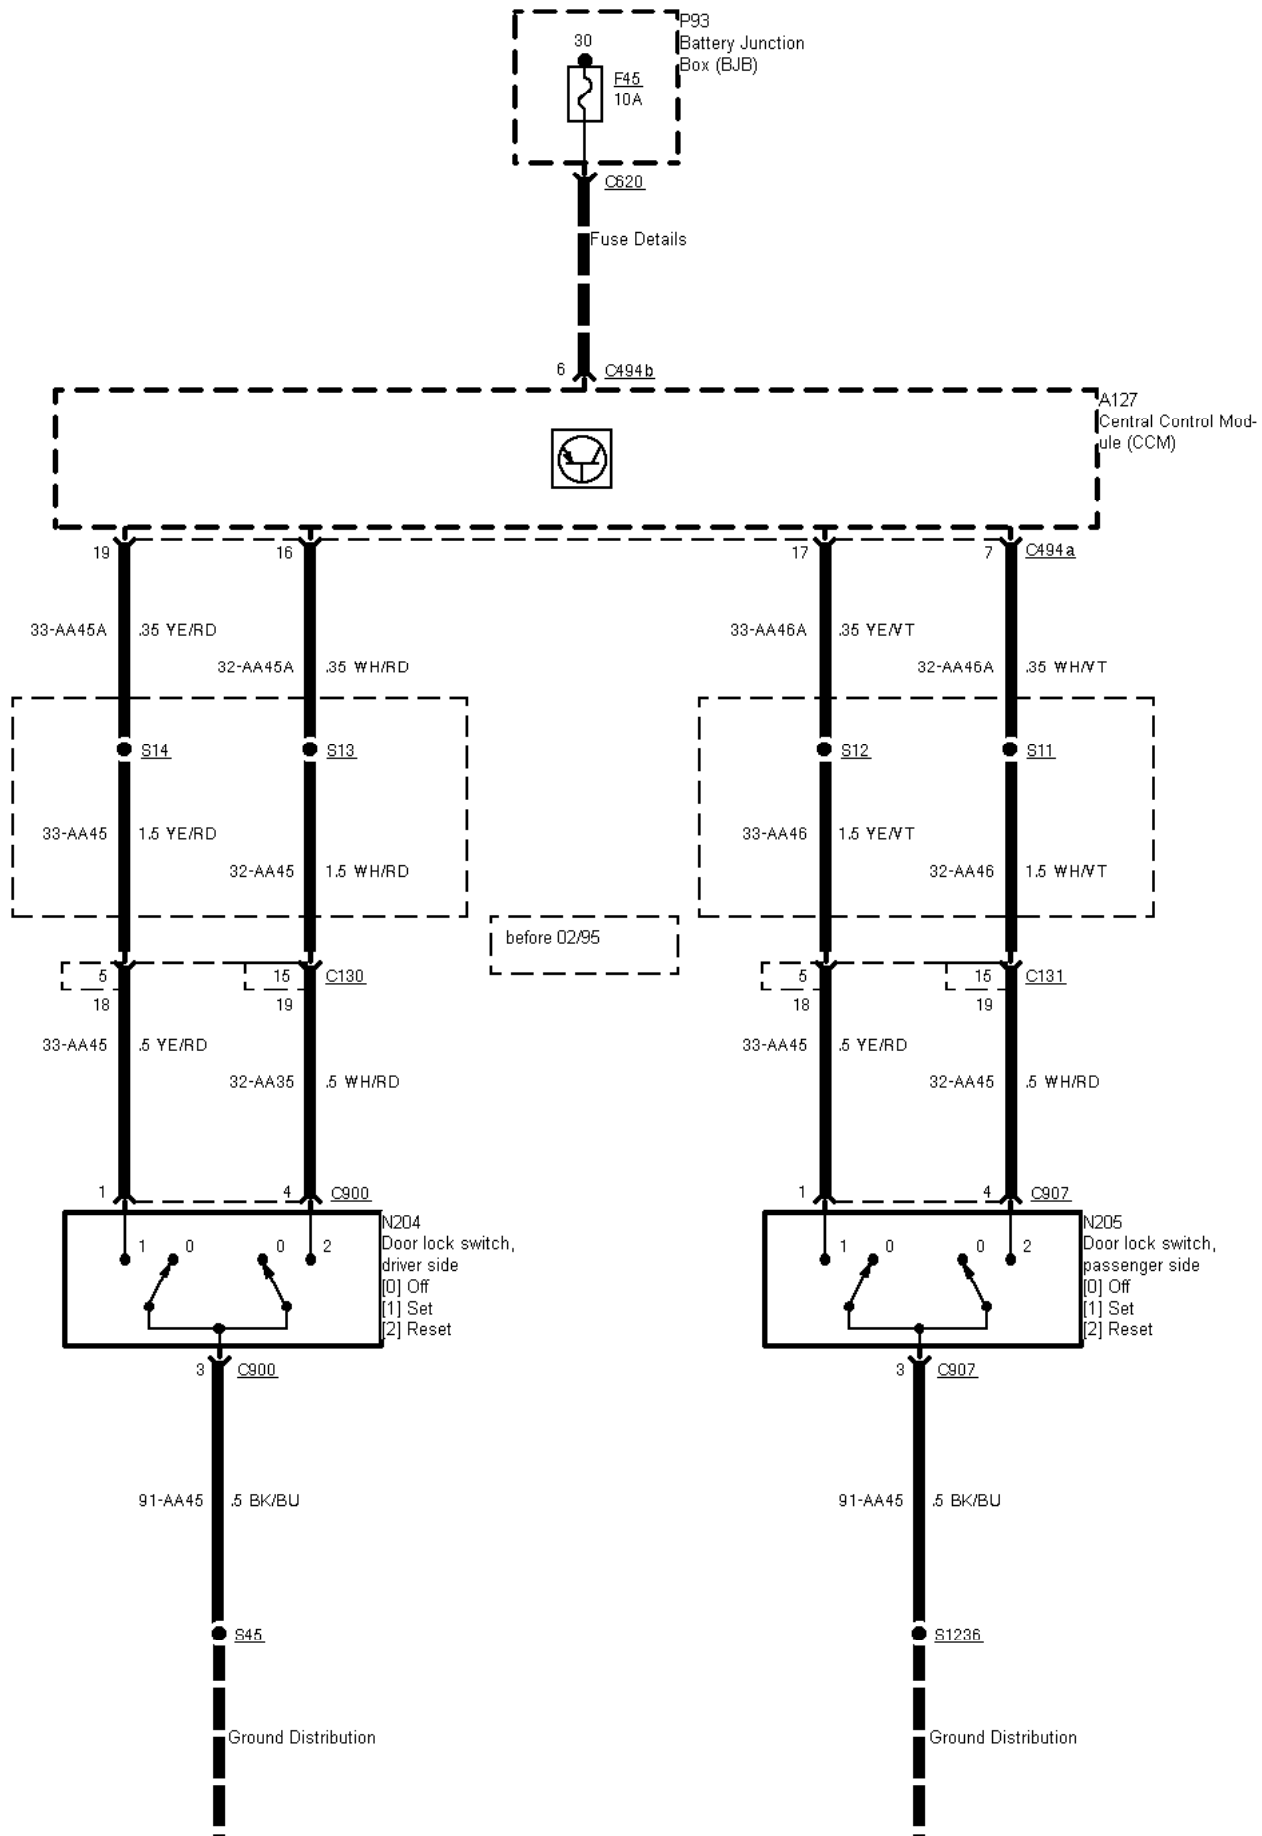 P93
Battery Junction
Box (BJB)
30
F45
10A
C620
Fuse Details
6 C494b
A127
Central Control Mod-
ule (CCM)
19 16 17 7 C494a
33-AA45A .35 YE/RD 33-AA46A .35 YE/VT
32-AA45A .35 WH/RD 32-AA46A .35 WH/VT
S14 S13 S12 S11
33-AA45 1.5 YE/RD 33-AA46 1.5 YE/VT
32-AA45 1.5 WH/RD 32-AA46 1.5 WH/VT
before 02/95
5 15 C130 5 15 C131
18 19 18 19
33-AA45 .5 YE/RD 33-AA45 .5 YE/RD
32-AA35 .5 WH/RD 32-AA45 .5 WH/RD
1 4 C900 1 4 C907
N204
Door lock switch,
driver side
[0] Off
[1] Set
[2] Reset
1 0 0 2
N205
Door lock switch,
passenger side
[0] Off
[1] Set
[2] Reset
1 0 0 2
3 C900 3 C907
91-AA45 .5 BK/BU 91-AA45 .5 BK/BU
S45 S1236
Ground Distribution Ground Distribution